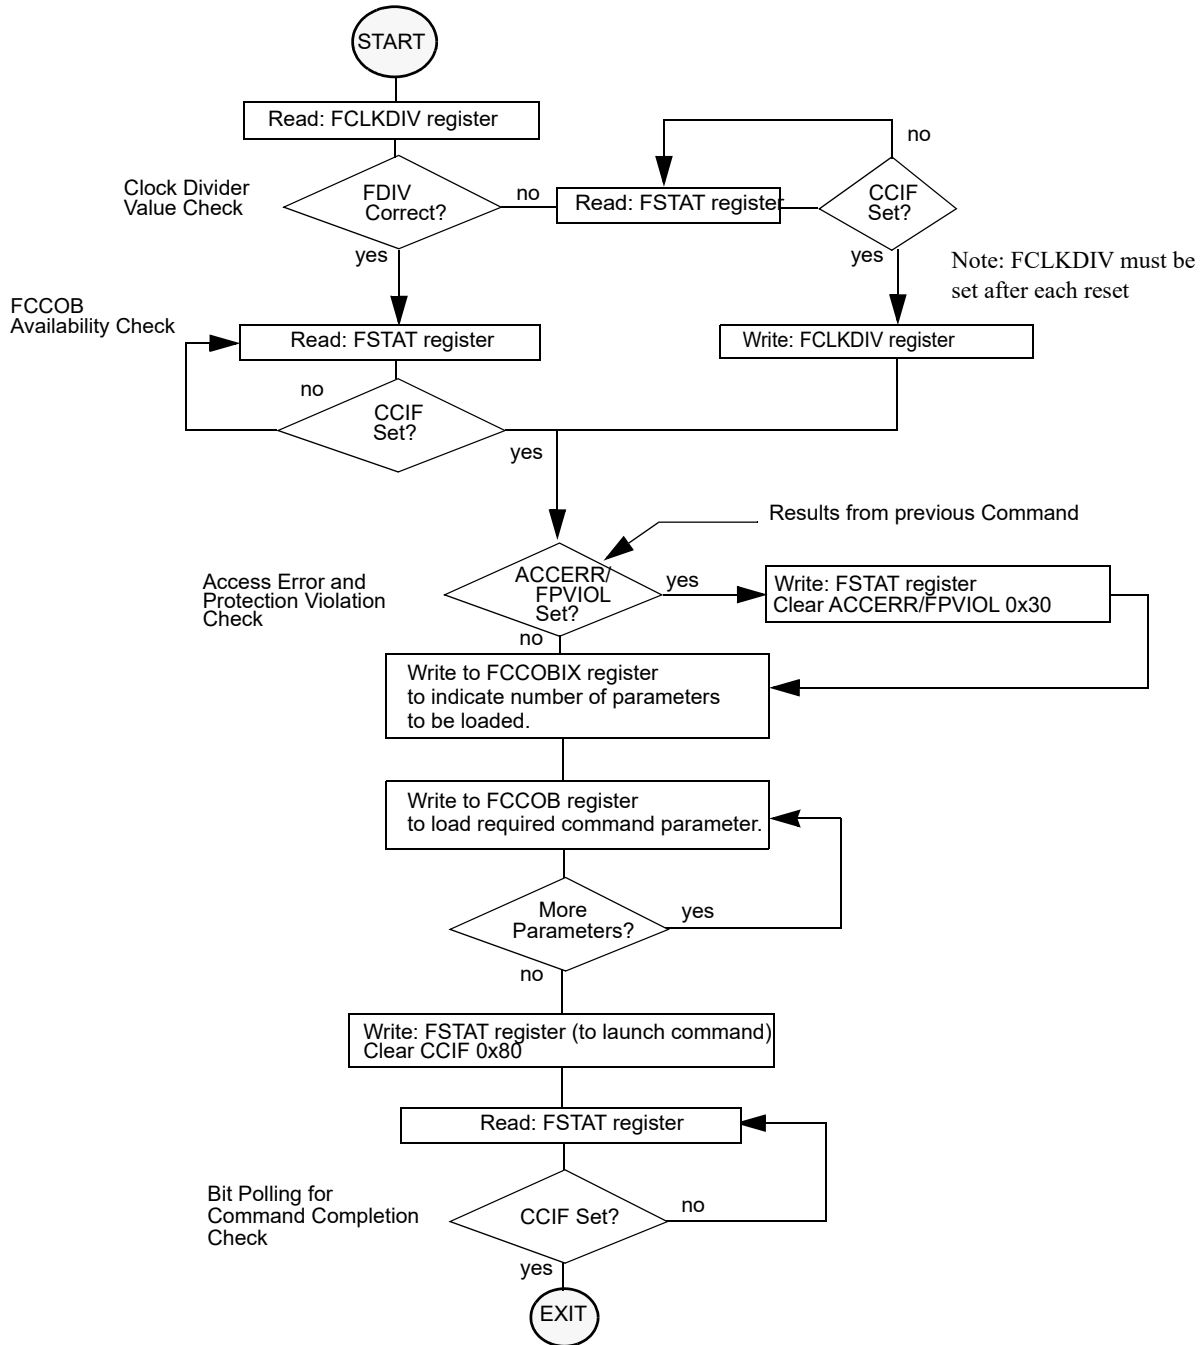 START
Read: FCLKDIV register
Clock Divider
Value Check
FDIV
Correct?
no
Read: FSTAT register
CCIF
Set?
no
yes
yes
Note: FCLKDIV must be
set after each reset
FCCOB
Availability Check
Read: FSTAT register
Write: FCLKDIV register
no
CCIF
Set?
yes
Results from previous Command
Access Error and
Protection Violation
Check
ACCERR/
FPVIOL
Set?
yes
Write: FSTAT register
Clear ACCERR/FPVIOL 0x30
no
Write to FCCOBIX register
to indicate number of parameters
to be loaded.
Write to FCCOB register
to load required command parameter.
More
Parameters?
yes
no
Write: FSTAT register (to launch command)
Clear CCIF 0x80
Read: FSTAT register
Bit Polling for
Command Completion
Check
CCIF Set?
no
yes
EXIT